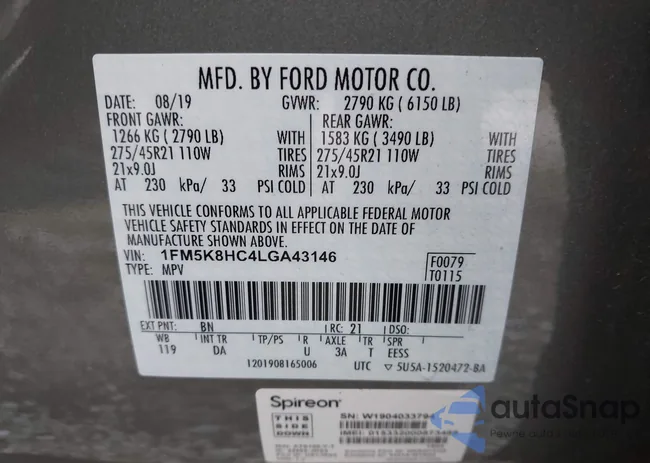 MFD. BY FORD MOTOR CO.
DATE: 08/19 GVWR: 2790 KG ( 6150 LB)
FRONT GAWR: REAR GAWR:
1266 KG ( 2790 LB) WITH 1583 KG ( 3490 LB) WITH
275/45R21 110W TIRES 275/45R21 110W TIRES
21x9.0J RIMS 21x9.0J RIMS
AT 230 kPa/ 33 PSI COLD AT 230 kPa/ 33 PSI COLD
THIS VEHICLE CONFORMS TO ALL APPLICABLE FEDERAL MOTOR
VEHICLE SAFETY STANDARDS IN EFFECT ON THE DATE OF
MANUFACTURE SHOWN ABOVE.
VIN: 1FM5K8HC4LGA43146 F0079
TYPE: MPV T0115
EXT PNT: BN RC: 21 DSO:
WB INT TR TP/PS R AXLE TR SPR
119 DA U 3A T EESS
1201908165006 UTC ▽ 5U5A-1520472-BA
Spireon
THIS SIDE DOWN
SN: W1904033794
autoSnap